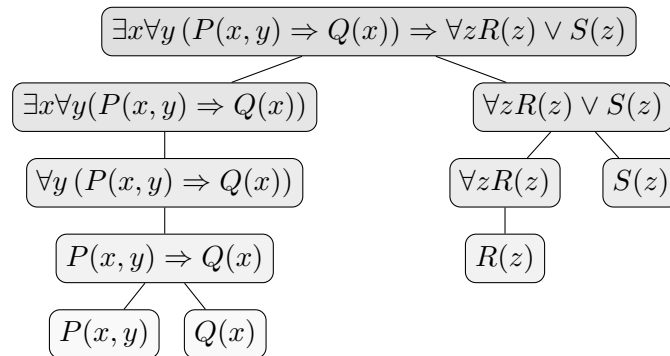 ∃x∀y (P(x, y) ⇒ Q(x)) ⇒ ∀zR(z) ∨ S(z)
∃x∀y(P(x, y) ⇒ Q(x))
∀zR(z) ∨ S(z)
∀y (P(x, y) ⇒ Q(x))
∀zR(z)
S(z)
P(x, y) ⇒ Q(x)
R(z)
P(x, y)
Q(x)